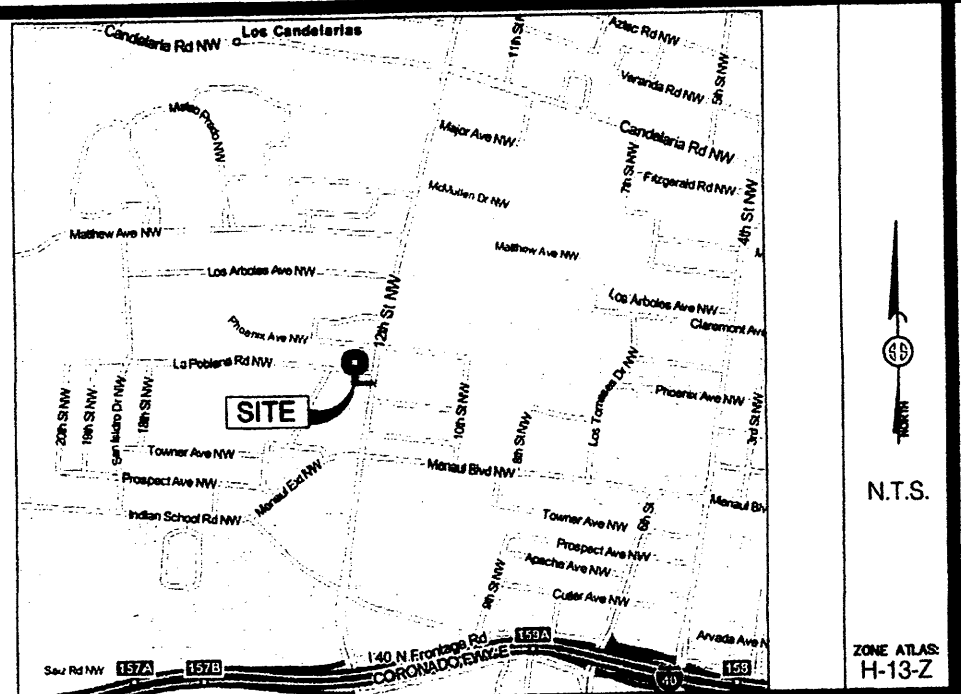 Candelaria Rd NW
Los Candelarias
11th St
Aztec Rd NW
Veranda Rd NW
5th St NW
Mateo Prado NW
Major Ave NW
Candelaria Rd NW
7th St NW
Fitzgerald Rd NW
McMullen Dr NW
4th St NW
Matthew Ave NW
Matthew Ave NW
M
Los Arboles Ave NW
12th St NW
Los Arboles Ave NW
Claremont Ave
Phoenix Ave NW
La Poblana Rd NW
SITE
20th St NW
19th St NW
San Isidro Dr NW
18th St NW
10th St NW
8th St NW
Los Tomases Dr NW
Phoenix Ave NW
3rd St NW
Towner Ave NW
Menaul Blvd NW
Prospect Ave NW
Menaul Exd NW
Menaul Blv
Indian School Rd NW
Towner Ave NW
6th St
Prospect Ave NW
Apache Ave NW
9th St NW
Cutler Ave NW
Arvada Ave N
Saiz Rd NW
157A
157B
I 40 N Frontage Rd
CORONADO FWY E
159A
40
158
NORTH
N.T.S.
ZONE ATLAS:
H-13-Z